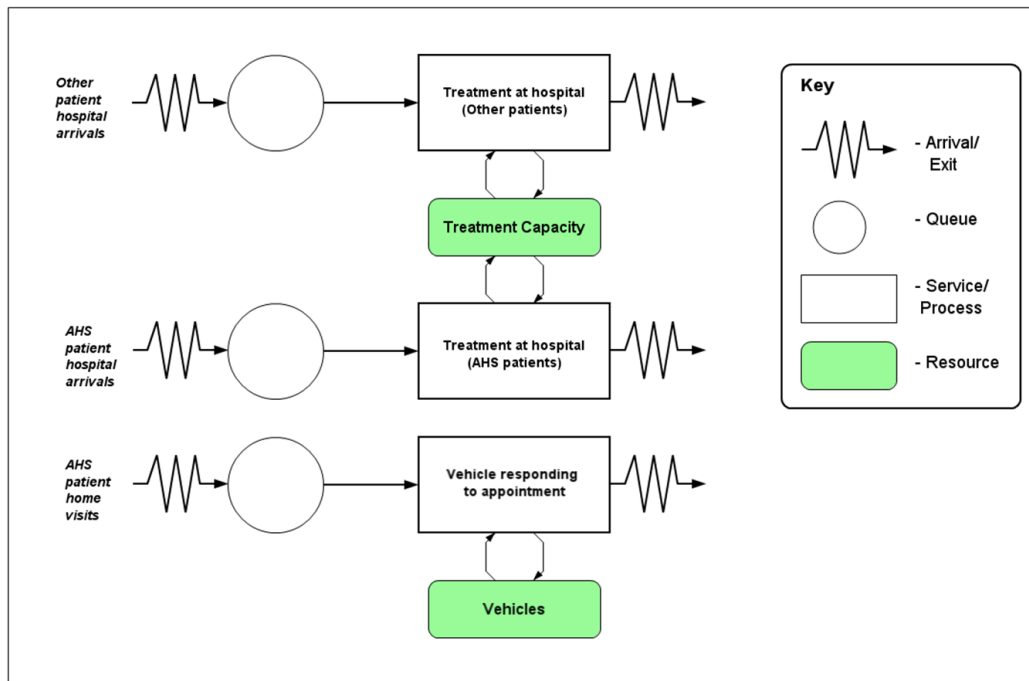 Other
patient
hospital
arrivals
Treatment at hospital
(Other patients)
Treatment Capacity
AHS
patient
hospital
arrivals
Treatment at hospital
(AHS patients)
AHS
patient
home
visits
Vehicle responding
to appointment
Vehicles
Key
- Arrival/
Exit
- Queue
- Service/
Process
- Resource